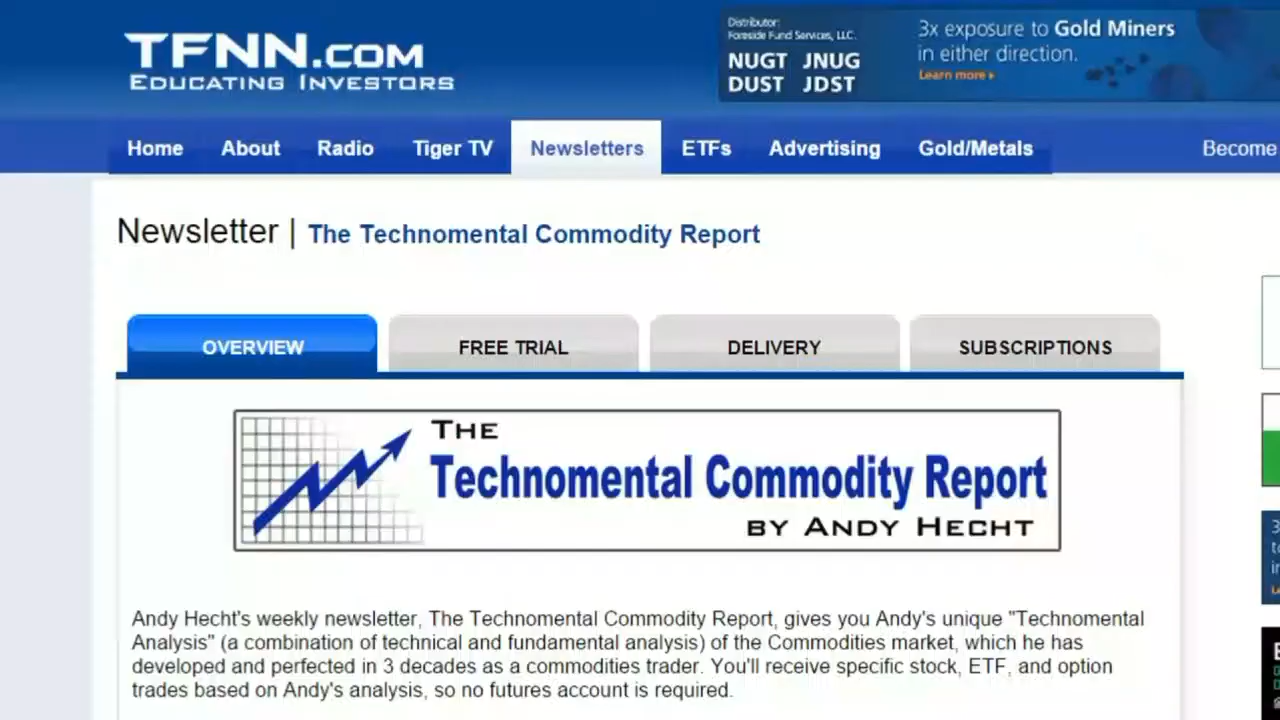 TFNN.COM
EDUCATING INVESTORS
Distributor:
Foreside Fund Services, LLC.
NUGT JNUG
DUST JDST
3x exposure to Gold Miners
in either direction.
Learn more
Home About Radio Tiger TV Newsletters ETFs Advertising Gold/Metals Become
Newsletter | The Technomental Commodity Report
OVERVIEW FREE TRIAL DELIVERY SUBSCRIPTIONS
THE
Technomental Commodity Report
BY ANDY HECHT
Andy Hecht's weekly newsletter, The Technomental Commodity Report, gives you Andy's unique "Technomental
Analysis" (a combination of technical and fundamental analysis) of the Commodities market, which he has
developed and perfected in 3 decades as a commodities trader. You'll receive specific stock, ETF, and option
trades based on Andy's analysis, so no futures account is required.